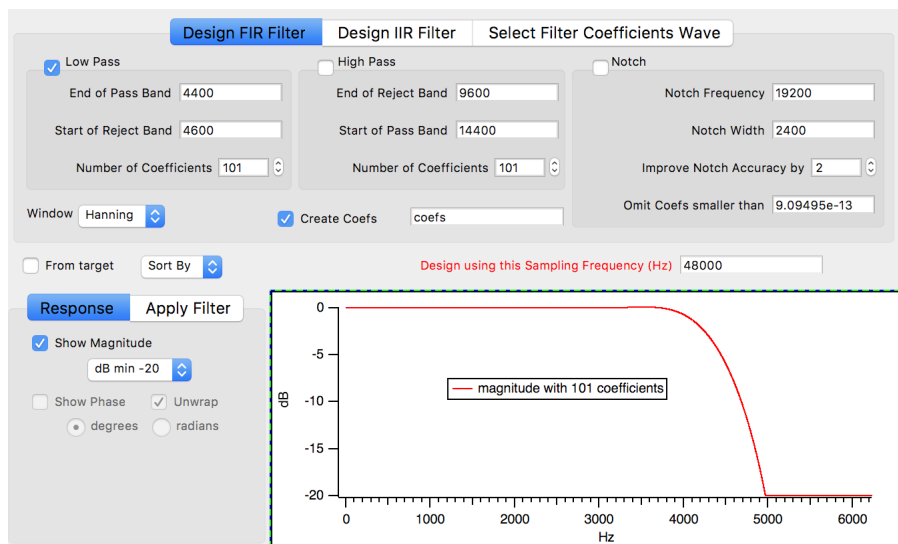 Design FIR Filter Design IIR Filter Select Filter Coefficients Wave
Low Pass High Pass Notch
End of Pass Band 4400 End of Reject Band 9600 Notch Frequency 19200
Start of Reject Band 4600 Start of Pass Band 14400 Notch Width 2400
Number of Coefficients 101 Number of Coefficients 101 Improve Notch Accuracy by 2
Window Hanning Create Coefs coefs Omit Coefs smaller than 9.09495e-13
From target Sort By Design using this Sampling Frequency (Hz) 48000
Response Apply Filter
Show Magnitude
dB min -20
Show Phase Unwrap
degrees radians
0
-5
-10
-15
-20
dB
magnitude with 101 coefficients
0 1000 2000 3000 4000 5000 6000
Hz